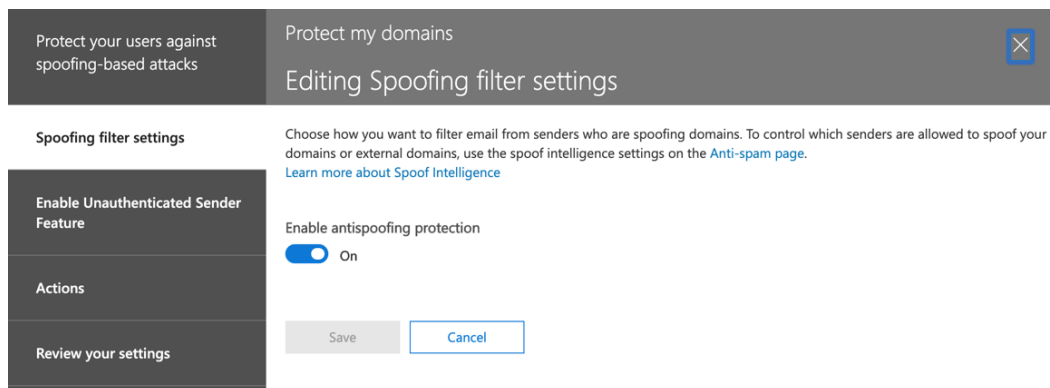 Protect your users against
spoofing-based attacks
Spoofing filter settings
Enable Unauthenticated Sender
Feature
Actions
Review your settings
Protect my domains
Editing Spoofing filter settings
Choose how you want to filter email from senders who are spoofing domains. To control which senders are allowed to spoof your
domains or external domains, use the spoof intelligence settings on the Anti-spam page.
Learn more about Spoof Intelligence
Enable antispoofing protection
On
Save
Cancel